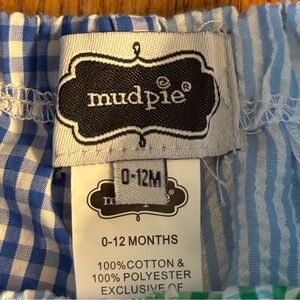 mudpie®
0-12M
m
0-12 MONTHS
100%COTTON &
100% POLYESTER
EXCLUSIVE OF